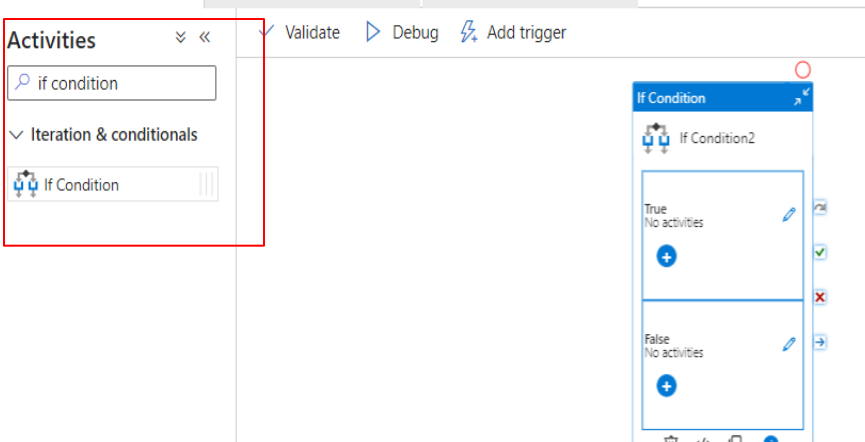 Activities
Validate
Debug
Add trigger
if condition
Iteration & conditionals
If Condition
If Condition
If Condition2
True
No activities
False
No activities